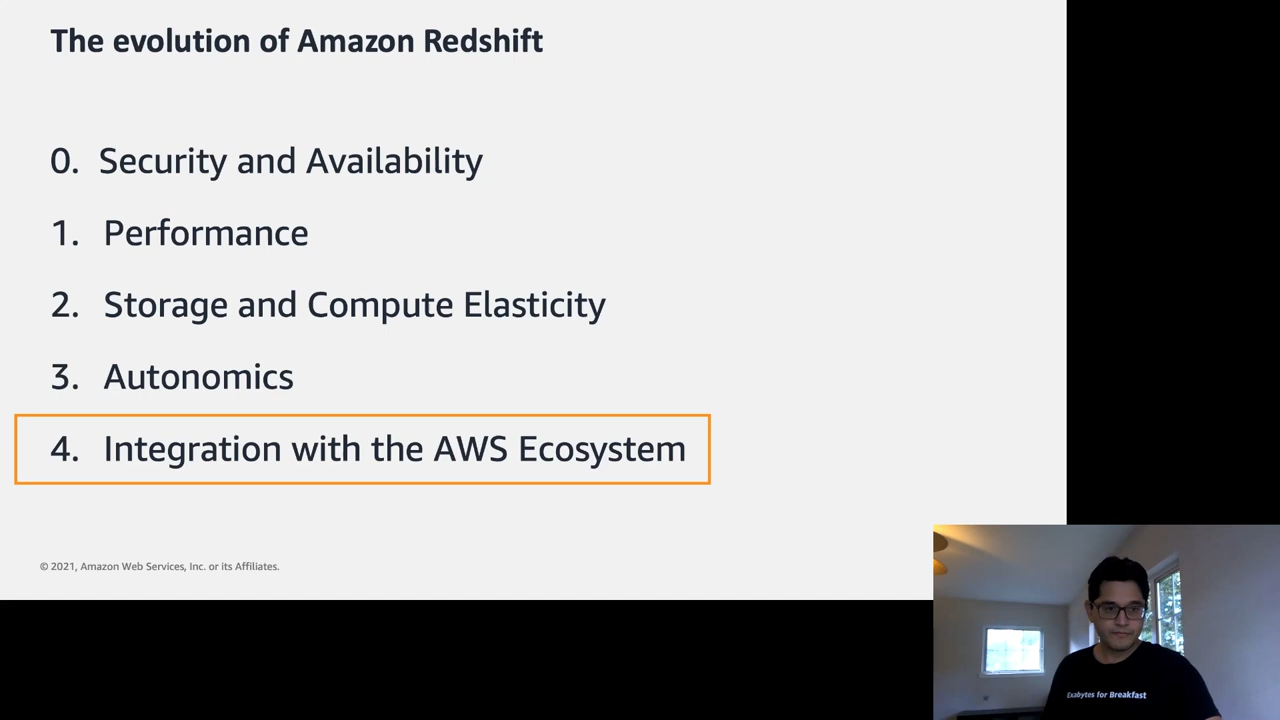 The evolution of Amazon Redshift
0. Security and Availability
1. Performance
2. Storage and Compute Elasticity
3. Autonomics
4. Integration with the AWS Ecosystem
© 2021, Amazon Web Services, Inc. or its Affiliates.
Exabytes for Breakfast